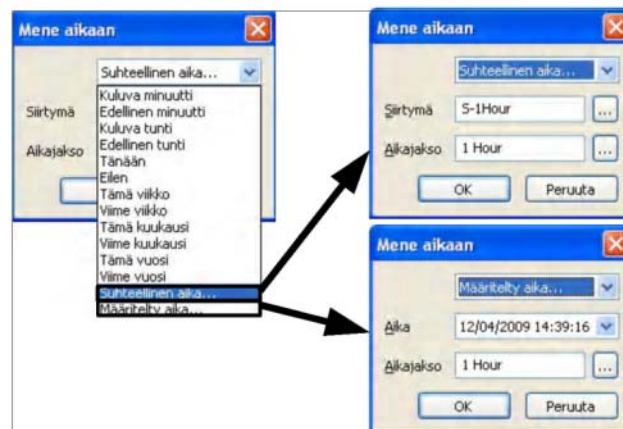 Mene aikaan
Suhteellinen aika...
Siirtymä
Aikajakso
Kuluva minuutti
Edellinen minuutti
Kuluva tunti
Edellinen tunti
Tänään
Eilen
Tämä viikko
Viime viikko
Tämä kuukausi
Viime kuukausi
Tämä vuosi
Viime vuosi
Suhteellinen aika...
Määritelty aika...
Mene aikaan
Suhteellinen aika...
Siirtymä S-1Hour ...
Aikajakso 1 Hour ...
OK Peruuta
Mene aikaan
Määritelty aika...
Aika 12/04/2009 14:39:16
Aikajakso 1 Hour ...
OK Peruuta